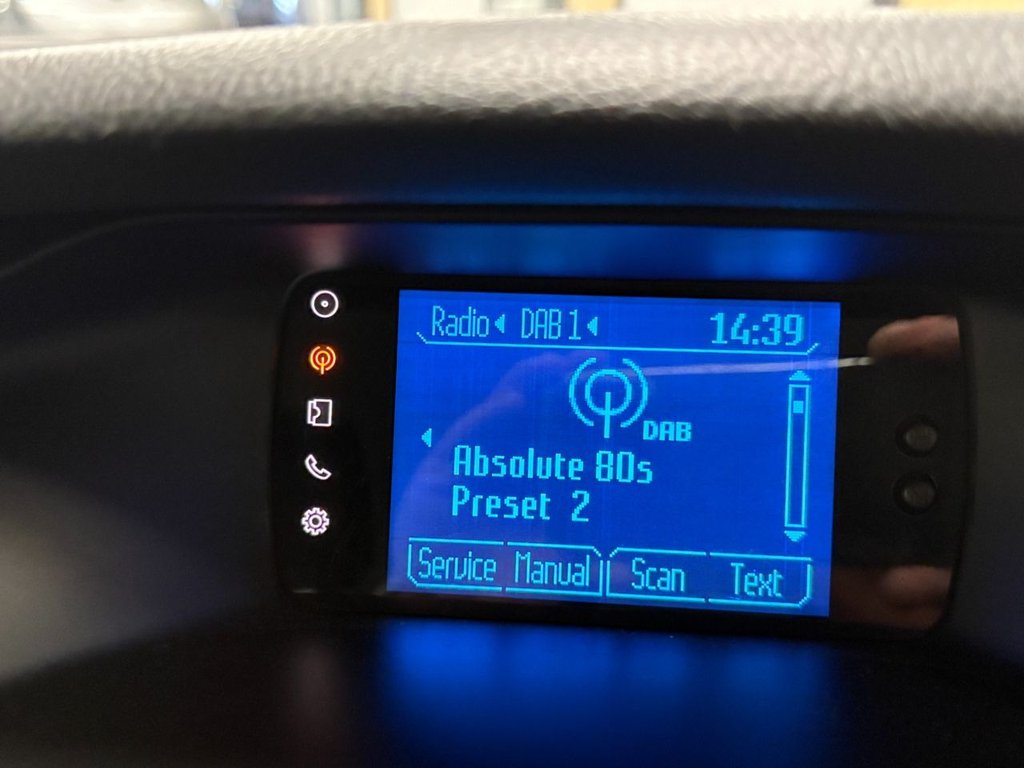 Radio DAB 1 14:39
DAB
Absolute 80s
Preset 2
Service Manual Scan Text